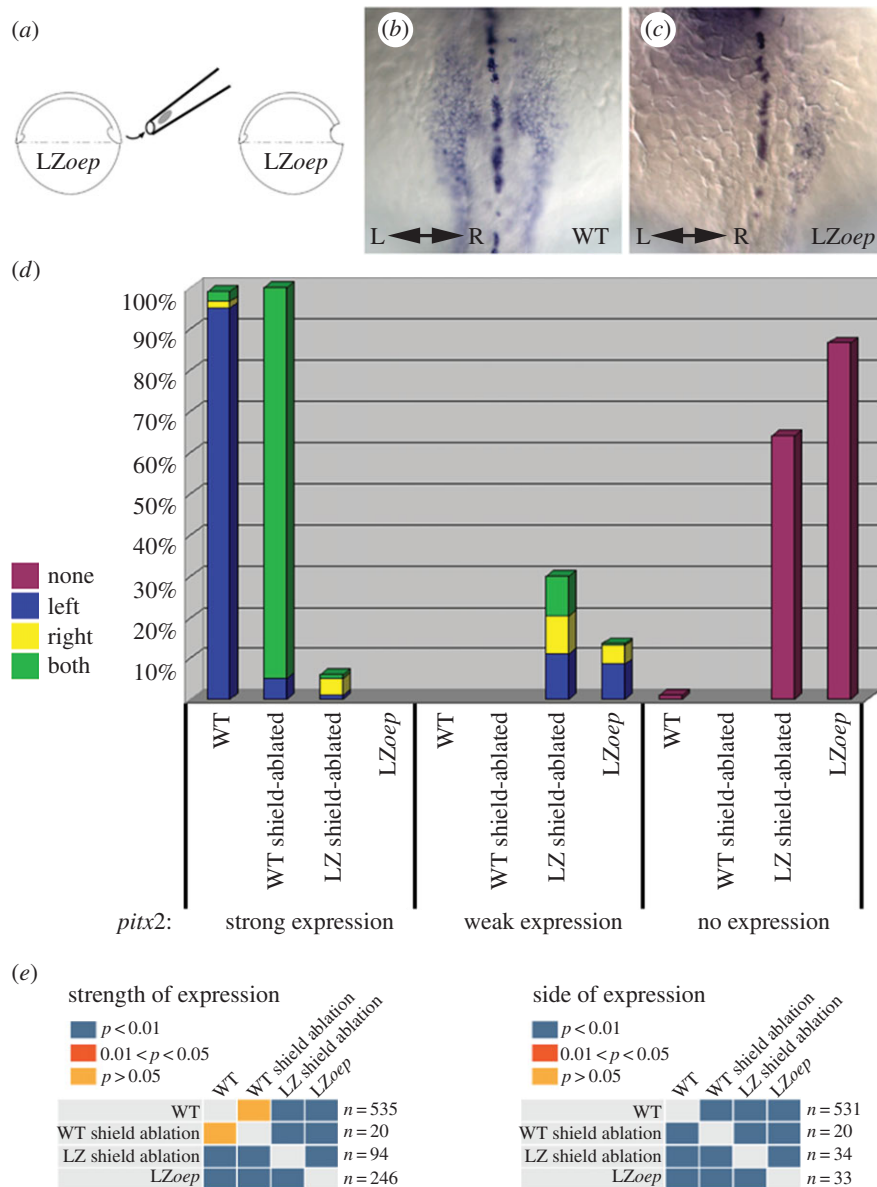 (a)
LZoep
LZoep
(b)
L R WT
(c)
L R LZoep
(d)
100%
90%
80%
70%
60%
50%
40%
30%
20%
10%
none
left
right
both
WT
WT shield-ablated
LZ shield-ablated
LZoep
WT
WT shield-ablated
LZ shield-ablated
LZoep
WT
WT shield-ablated
LZ shield-ablated
LZoep
pitx2: strong expression weak expression no expression
(e)
strength of expression
p < 0.01
0.01 < p < 0.05
p > 0.05
WT
WT shield ablation
LZ shield ablation
LZoep
WT n = 535
WT shield ablation n = 20
LZ shield ablation n = 94
LZoep n = 246
side of expression
p < 0.01
0.01 < p < 0.05
p > 0.05
WT
WT shield ablation
LZ shield ablation
LZoep
WT n = 531
WT shield ablation n = 20
LZ shield ablation n = 34
LZoep n = 33